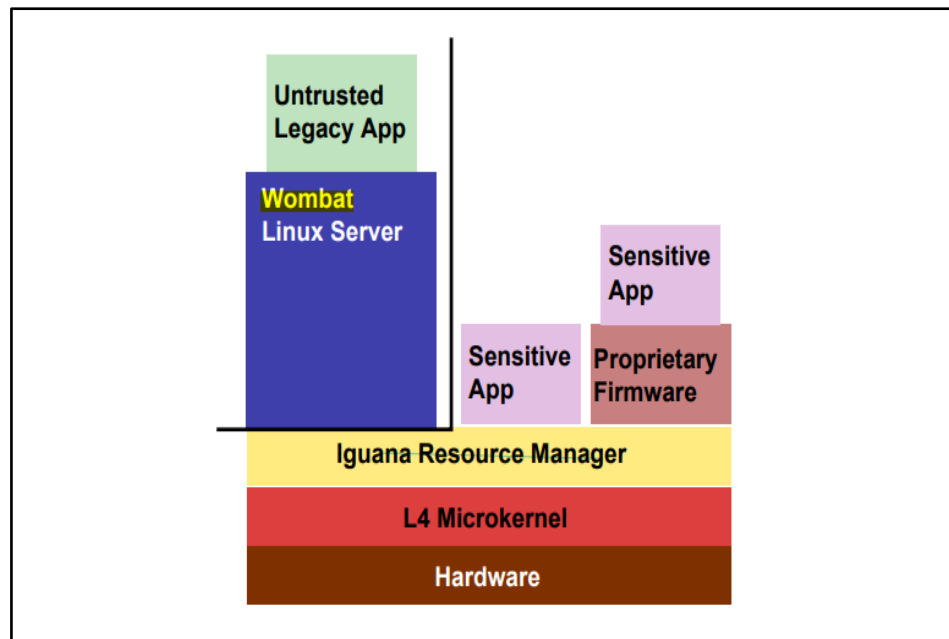 Untrusted
Legacy App
Wombat
Linux Server
Sensitive
App
Sensitive
App
Proprietary
Firmware
Iguana Resource Manager
L4 Microkernel
Hardware